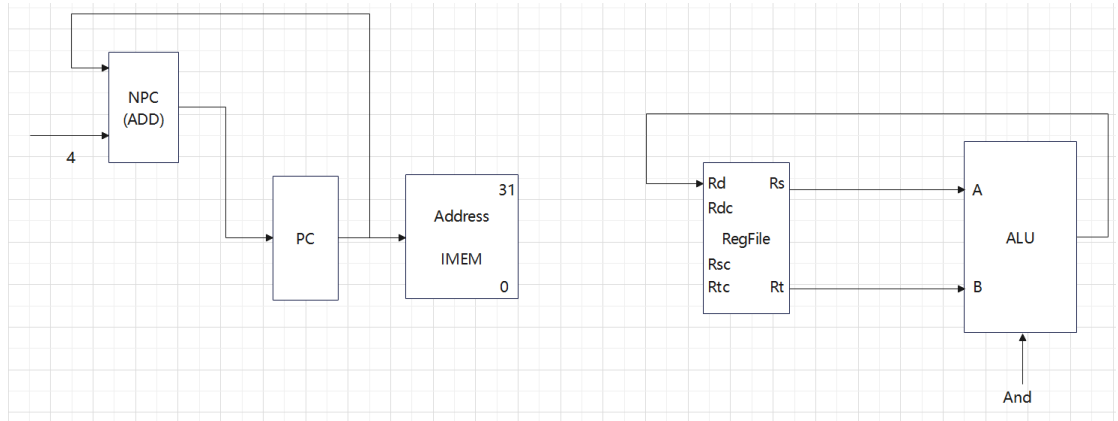 NPC
(ADD)
4
PC
31
Address
IMEM
0
Rd Rs
Rdc
RegFile
Rsc
Rtc Rt
A
ALU
B
And